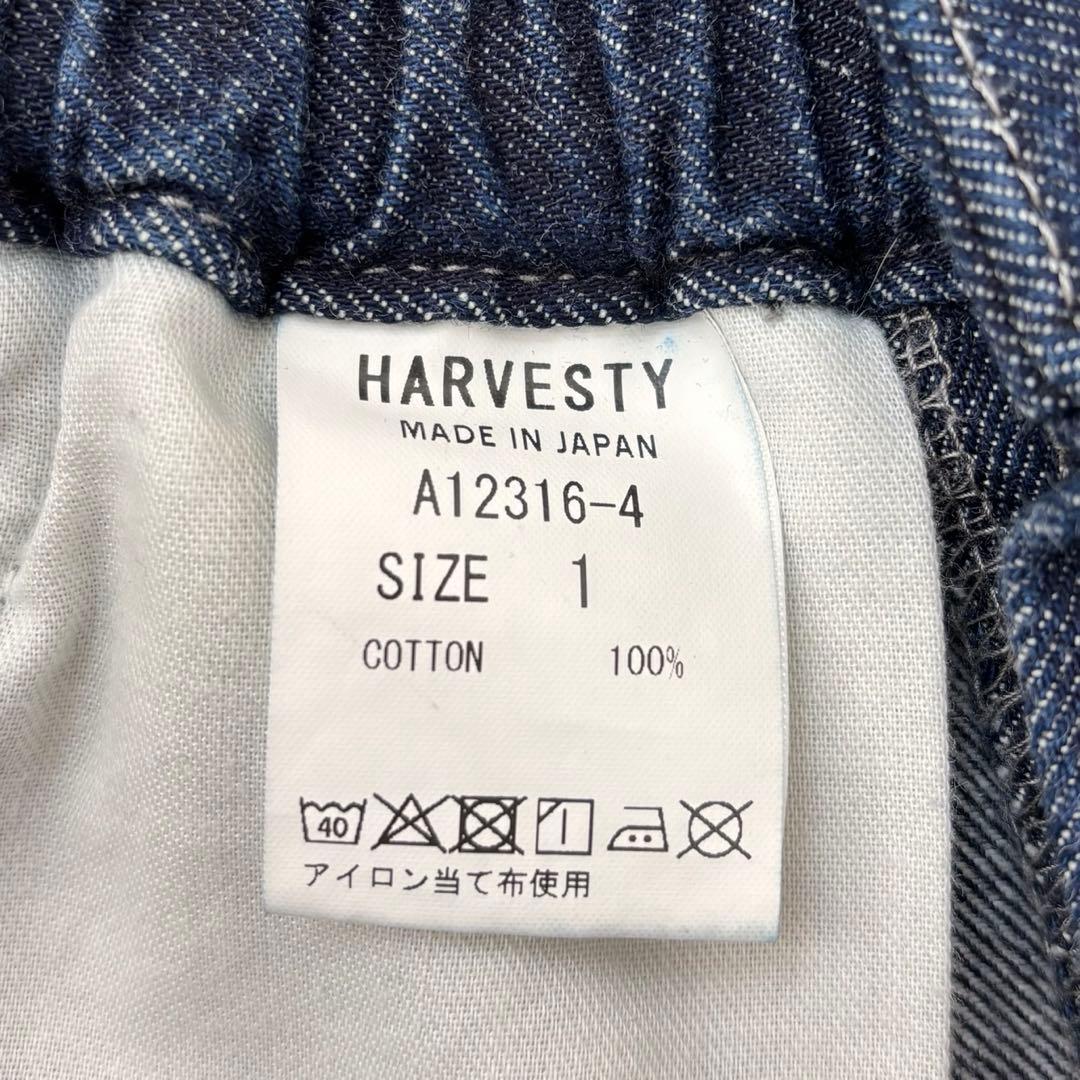 HARVESTY
MADE IN JAPAN
A12316-4
SIZE 1
COTTON 100%
40
アイロン当て布使用